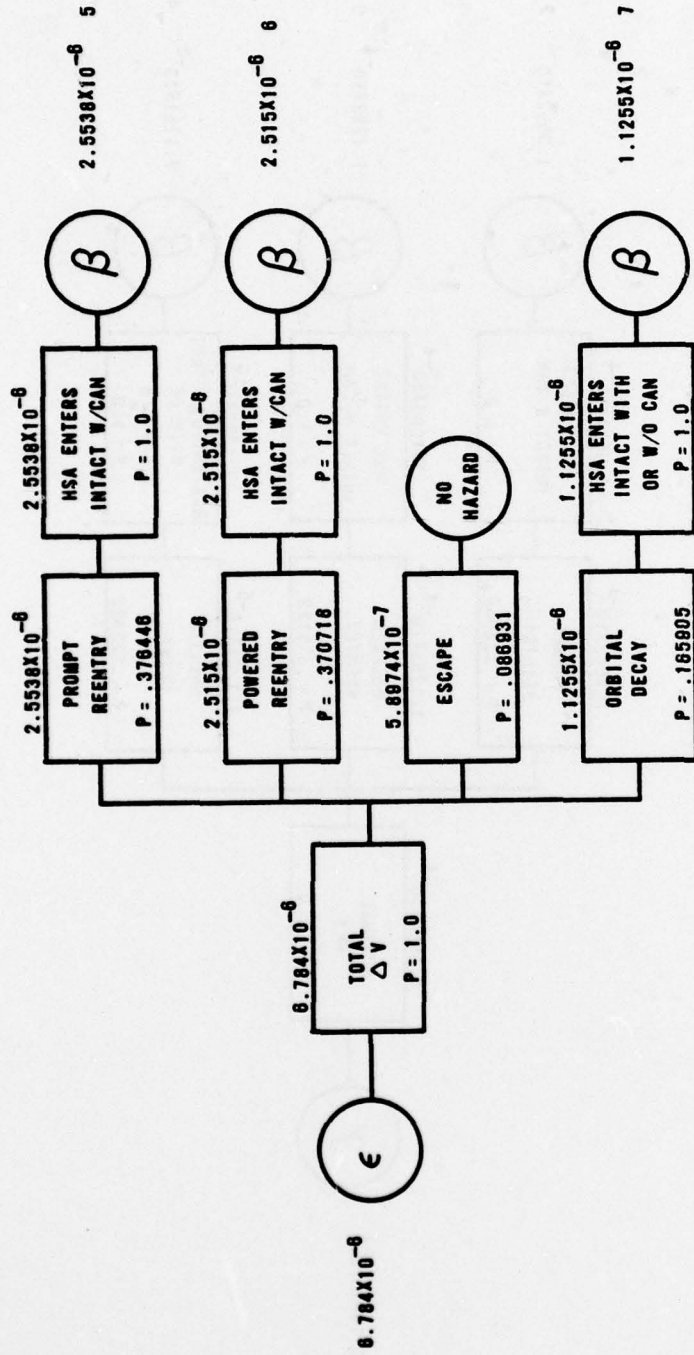 6.784X10⁻⁶
ϵ
6.784X10⁻⁶
TOTAL
Δ V
P = 1.0
2.5538X10⁻⁶
PROMPT
REENTRY
P = .376446
2.5538X10⁻⁶
HSA ENTERS
INTACT W/CAN
P = 1.0
β
2.5538X10⁻⁶ 5
2.515X10⁻⁶
POWERED
REENTRY
P = .370718
2.515X10⁻⁶
HSA ENTERS
INTACT W/CAN
P = 1.0
β
2.515X10⁻⁶ 6
5.8974X10⁻⁷
ESCAPE
P = .086931
NO
HAZARD
1.1255X10⁻⁶
ORBITAL
DECAY
P = .165905
1.1255X10⁻⁶
HSA ENTERS
INTACT WITH
OR W/O CAN
P = 1.0
β
1.1255X10⁻⁶ 7